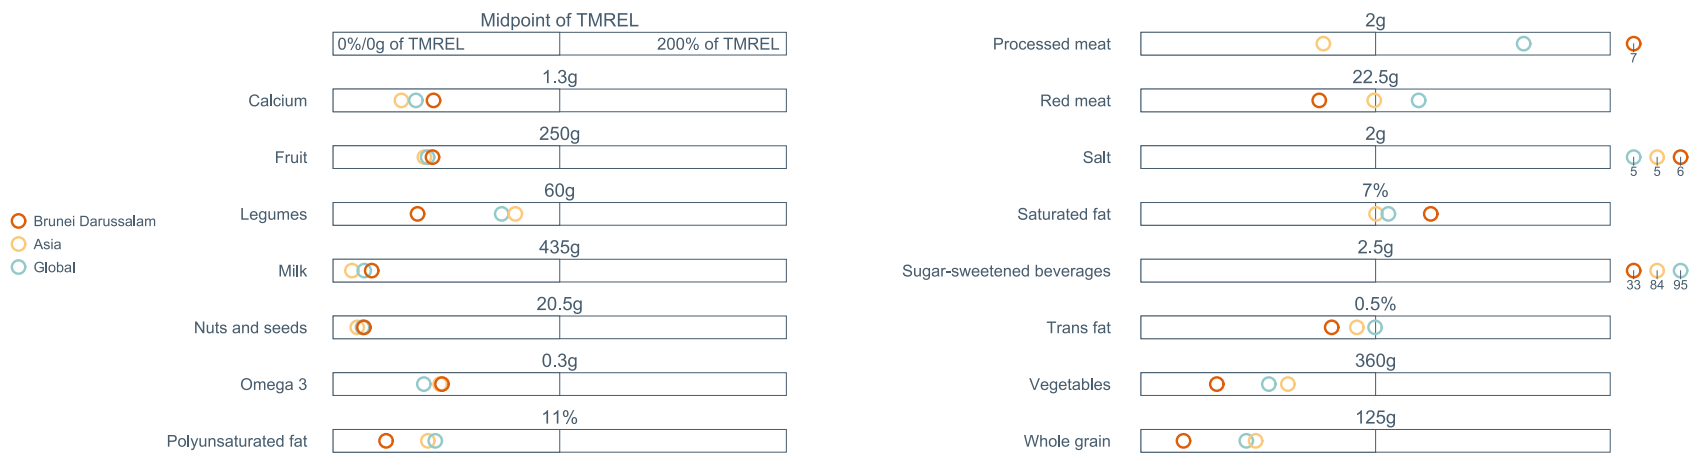 Midpoint of TMREL
0%/0g of TMREL 200% of TMREL
1.3g
Calcium
250g
Fruit
60g
Legumes
435g
Milk
20.5g
Nuts and seeds
0.3g
Omega 3
11%
Polyunsaturated fat
Brunei Darussalam
Asia
Global
2g
Processed meat
7
22.5g
Red meat
2g
Salt
5 5 6
7%
Saturated fat
2.5g
Sugar-sweetened beverages
33 84 95
0.5%
Trans fat
360g
Vegetables
125g
Whole grain